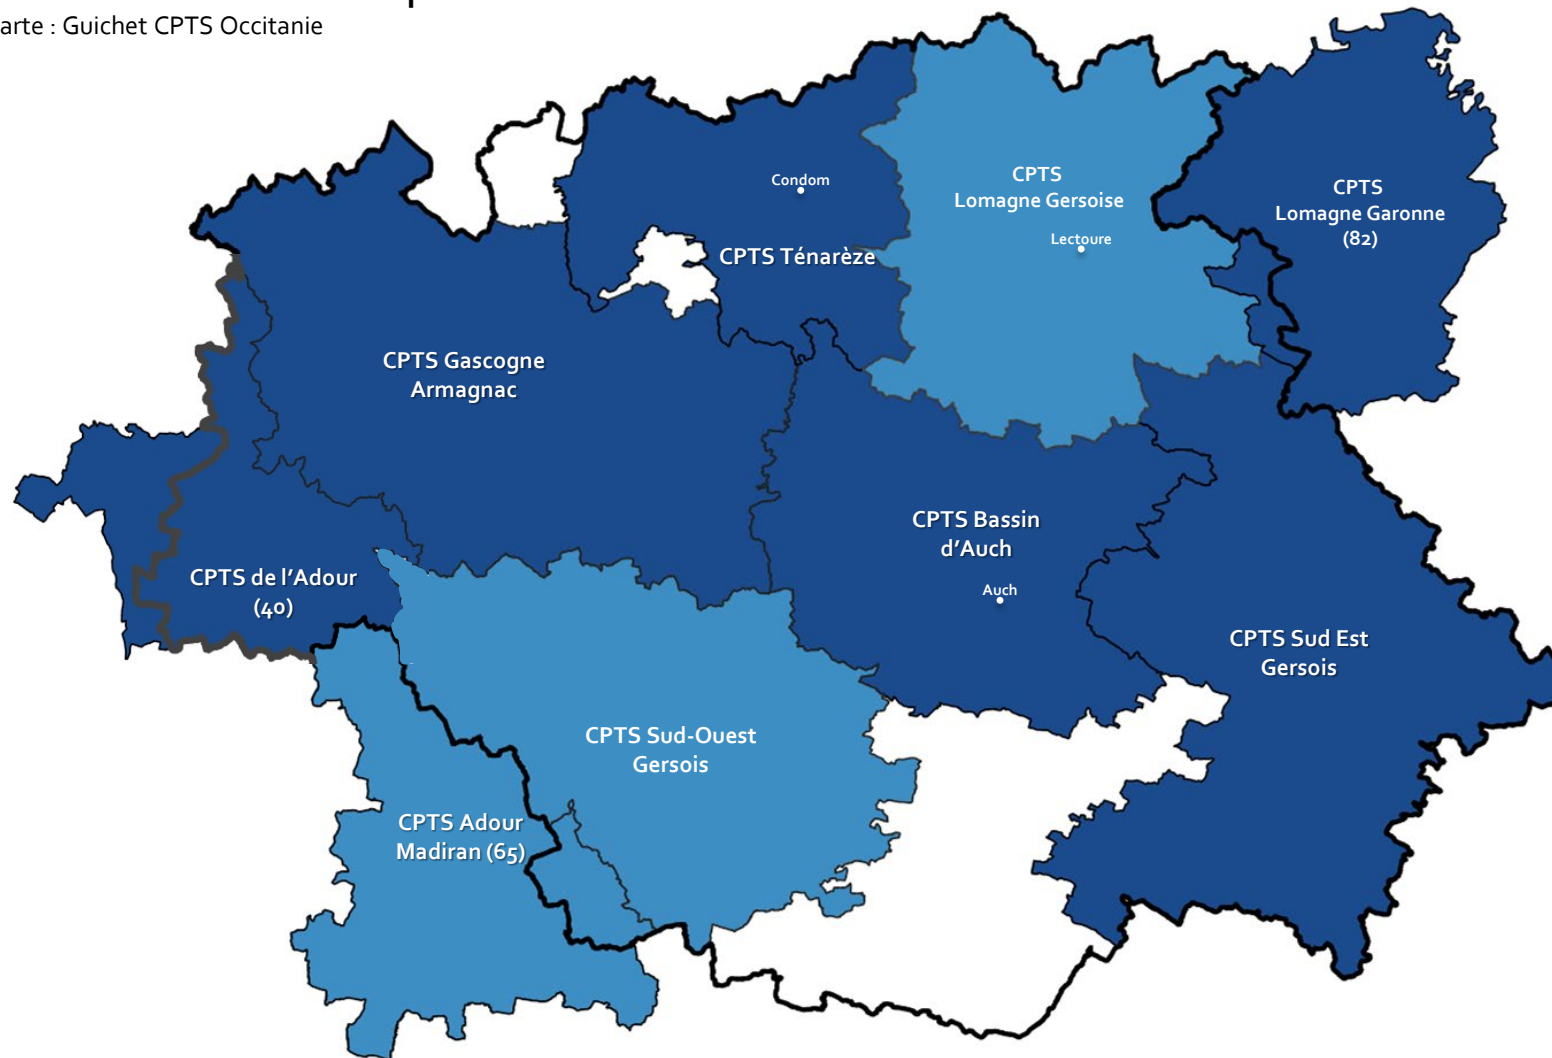 arte : Guichet CPTS Occitanie
Condom
CPTS
Lomagne Gersoise
CPTS
Lomagne Garonne
(82)
Lectoure
CPTS Ténarèze
CPTS Gascogne
Armagnac
CPTS Bassin
d'Auch
CPTS de l'Adour
(40)
Auch
CPTS Sud Est
Gersois
CPTS Sud-Ouest
Gersois
CPTS Adour
Madiran (65)